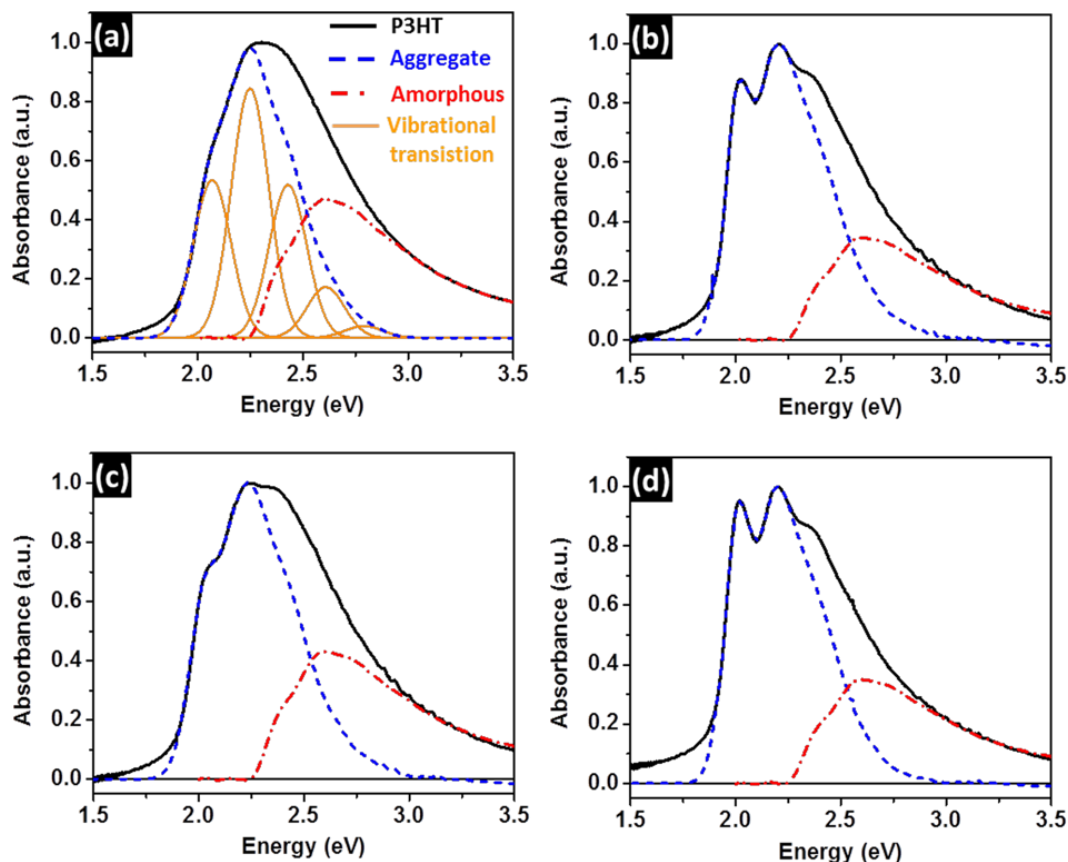 (a)
P3HT
Aggregate
Amorphous
Vibrational
transistion
Absorbance (a.u.)
1.0
0.8
0.6
0.4
0.2
0.0
1.5 2.0 2.5 3.0 3.5
Energy (eV)
(b)
Absorbance (a.u.)
1.0
0.8
0.6
0.4
0.2
0.0
1.5 2.0 2.5 3.0 3.5
Energy (eV)
(c)
Absorbance (a.u.)
1.0
0.8
0.6
0.4
0.2
0.0
1.5 2.0 2.5 3.0 3.5
Energy (eV)
(d)
Absorbance (a.u.)
1.0
0.8
0.6
0.4
0.2
0.0
1.5 2.0 2.5 3.0 3.5
Energy (eV)